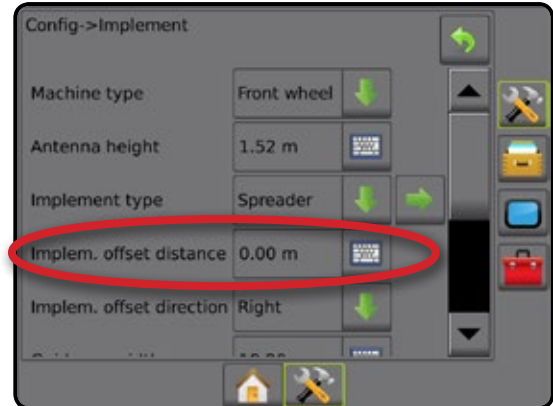 Config->Implement
Machine type Front wheel
Antenna height 1.52 m
Implement type Spreader
Implem. offset distance 0.00 m
Implem. offset direction Right